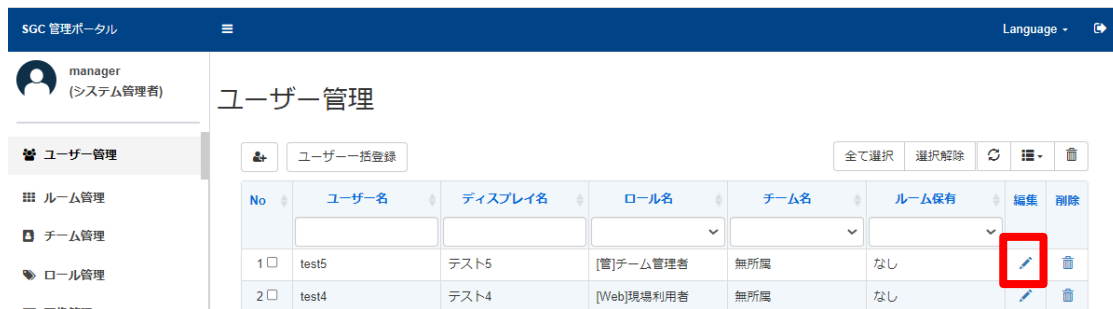 SGC 管理ポータル
Language
manager
(システム管理者)
ユーザー管理
ユーザー管理
ルーム管理
チーム管理
ロール管理
ユーザー一括登録
全て選択 選択解除
No ユーザー名 ディスプレイ名 ロール名 チーム名 ルーム保有 編集 削除
1 test5 テスト5 [管]チーム管理者 無所属 なし
2 test4 テスト4 [Web]現場利用者 無所属 なし